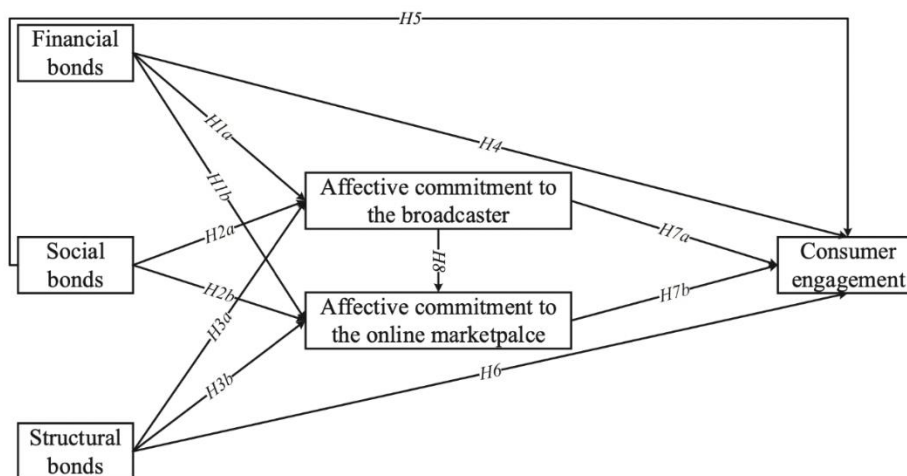 H5
Financial
bonds
H1a
H4
H1b
Affective commitment to
the broadcaster
H2a
H7a
Social
bonds
H8
Consumer
engagement
H2b
H3a
Affective commitment to
the online marketpalce
H7b
H3b
H6
Structural
bonds